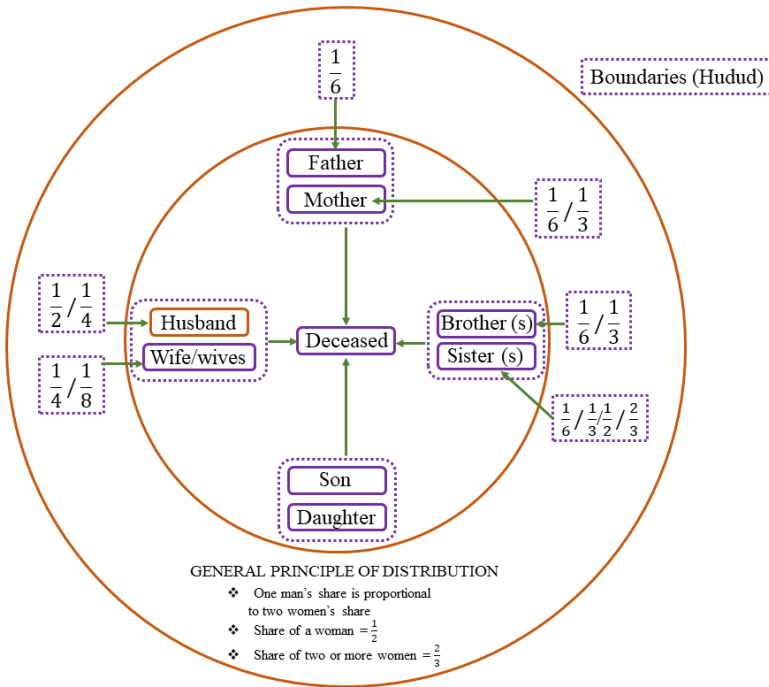 1/6
Boundaries (Hudud)
Father
Mother
1/6 / 1/3
1/2 / 1/4
Husband
Wife/wives
1/4 / 1/8
Deceased
Brother (s)
Sister (s)
1/6 / 1/3
1/6 / 1/3 / 1/2 / 2/3
Son
Daughter
GENERAL PRINCIPLE OF DISTRIBUTION
❖ One man's share is proportional
to two women's share
❖ Share of a woman = 1/2
❖ Share of two or more women = 2/3